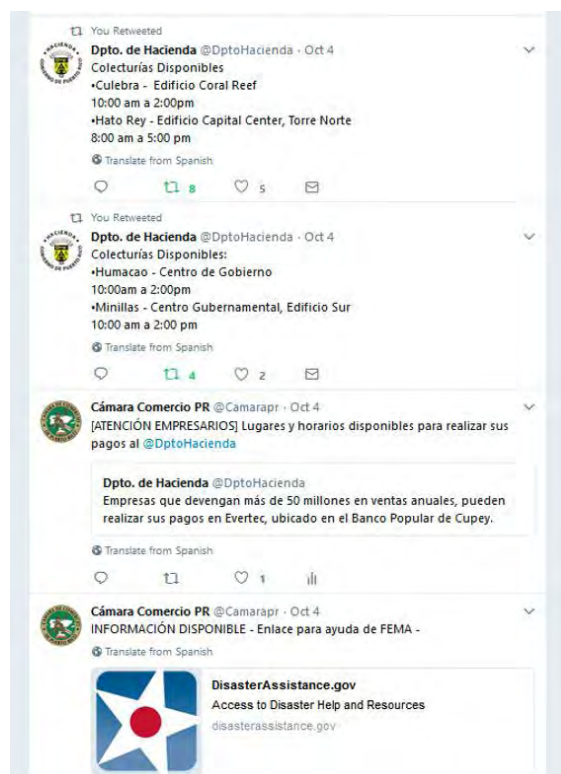 You Retweeted
Dpto. de Hacienda @DptoHacienda · Oct 4
Colecturías Disponibles
•Culebra - Edificio Coral Reef
10:00 am a 2:00pm
•Hato Rey - Edificio Capital Center, Torre Norte
8:00 am a 5:00 pm
Translate from Spanish
8 5
You Retweeted
Dpto. de Hacienda @DptoHacienda · Oct 4
Colecturías Disponibles:
•Humacao - Centro de Gobierno
10:00am a 2:00pm
•Minillas - Centro Gubernamental, Edificio Sur
10:00 am a 2:00 pm
Translate from Spanish
4 2
Cámara Comercio PR @Camarapr · Oct 4
[ATENCIÓN EMPRESARIOS] Lugares y horarios disponibles para realizar sus
pagos al @DptoHacienda
Dpto. de Hacienda @DptoHacienda
Empresas que devengan más de 50 millones en ventas anuales, pueden
realizar sus pagos en Evertec, ubicado en el Banco Popular de Cupey.
Translate from Spanish
1
Cámara Comercio PR @Camarapr · Oct 4
INFORMACIÓN DISPONIBLE - Enlace para ayuda de FEMA -
Translate from Spanish
DisasterAssistance.gov
Access to Disaster Help and Resources
disasterassistance.gov